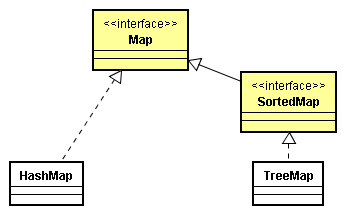 <<interface>>
Map
<<interface>>
SortedMap
HashMap
TreeMap